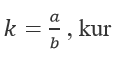 k = a/b , kur